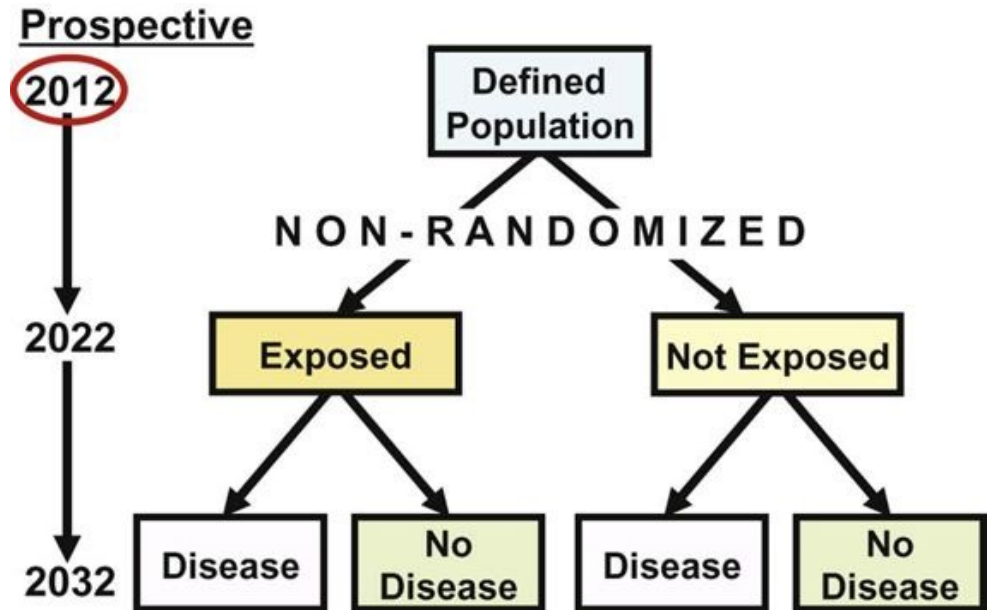 Prospective
2012
Defined
Population
NON-RANDOMIZED
2022
Exposed
Not Exposed
Disease
No
Disease
Disease
No
Disease
2032